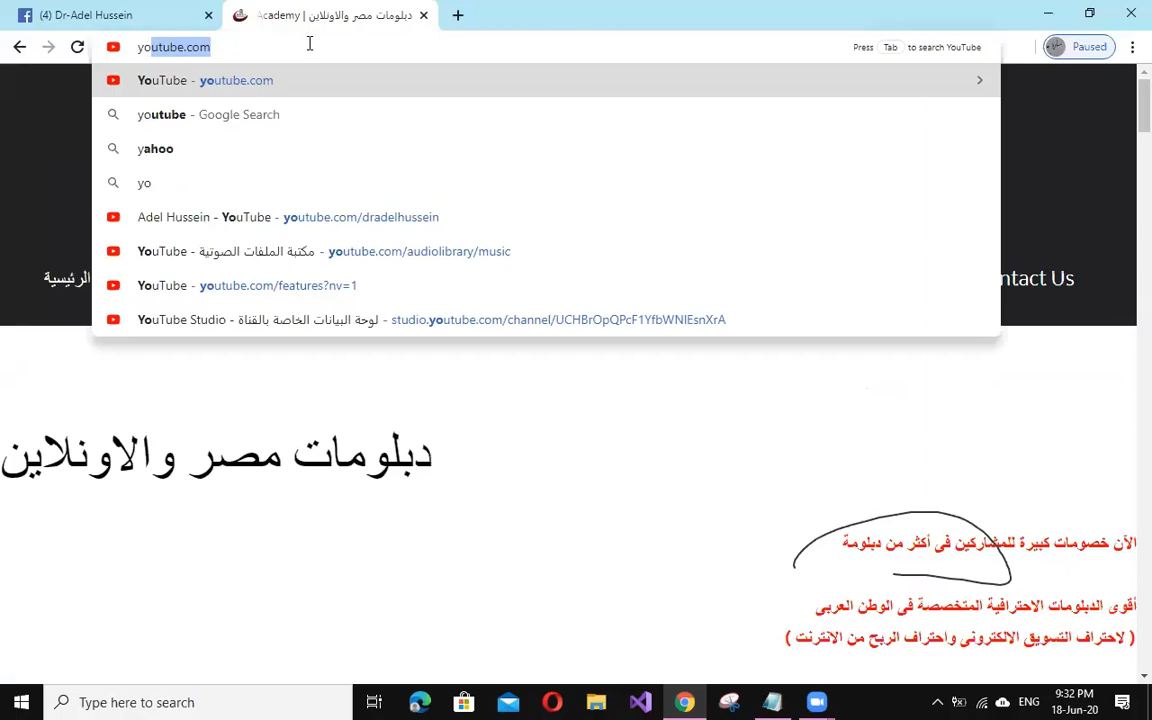 (4) Dr-Adel Hussein
دبلومات مصر والاونلاين | Academy
youtube.com
Press Tab to search YouTube
Paused
YouTube - youtube.com
youtube - Google Search
yahoo
yo
Adel Hussein - YouTube - youtube.com/dradelhussein
YouTube - مكتبة الملفات الصوتية - youtube.com/audiolibrary/music
YouTube - youtube.com/features?nv=1
YouTube Studio - لوحة البيانات الخاصة بالقناة - studio.youtube.com/channel/UCHBrOpQPcF1YfbWNIEsnXrA
الرئيسية
ntact Us
دبلومات مصر والاونلاين
الآن خصومات كبيرة للمشاركين فى أكثر من دبلومة
أقوى الدبلومات الاحترافية المتخصصة فى الوطن العربى
( لاحتراف التسويق الالكترونى واحتراف الربح من الانترنت )
Type here to search
ENG
9:32 PM
18-Jun-20